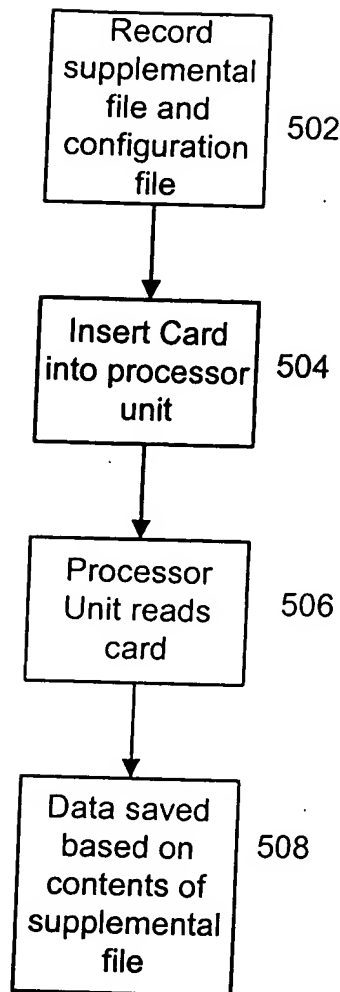 Record
supplemental
file and
configuration
file
502
Insert Card
into processor
unit
504
Processor
Unit reads
card
506
Data saved
based on
contents of
supplemental
file
508